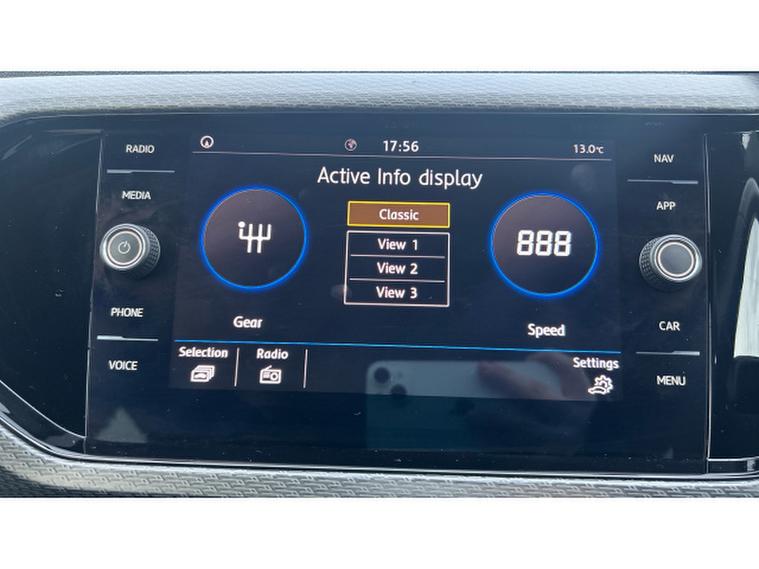 RADIO
MEDIA
PHONE
VOICE
17:56
13.0°C
Active Info display
Classic
View 1
View 2
View 3
888
Gear
Speed
Selection
Radio
Settings
NAV
APP
CAR
MENU